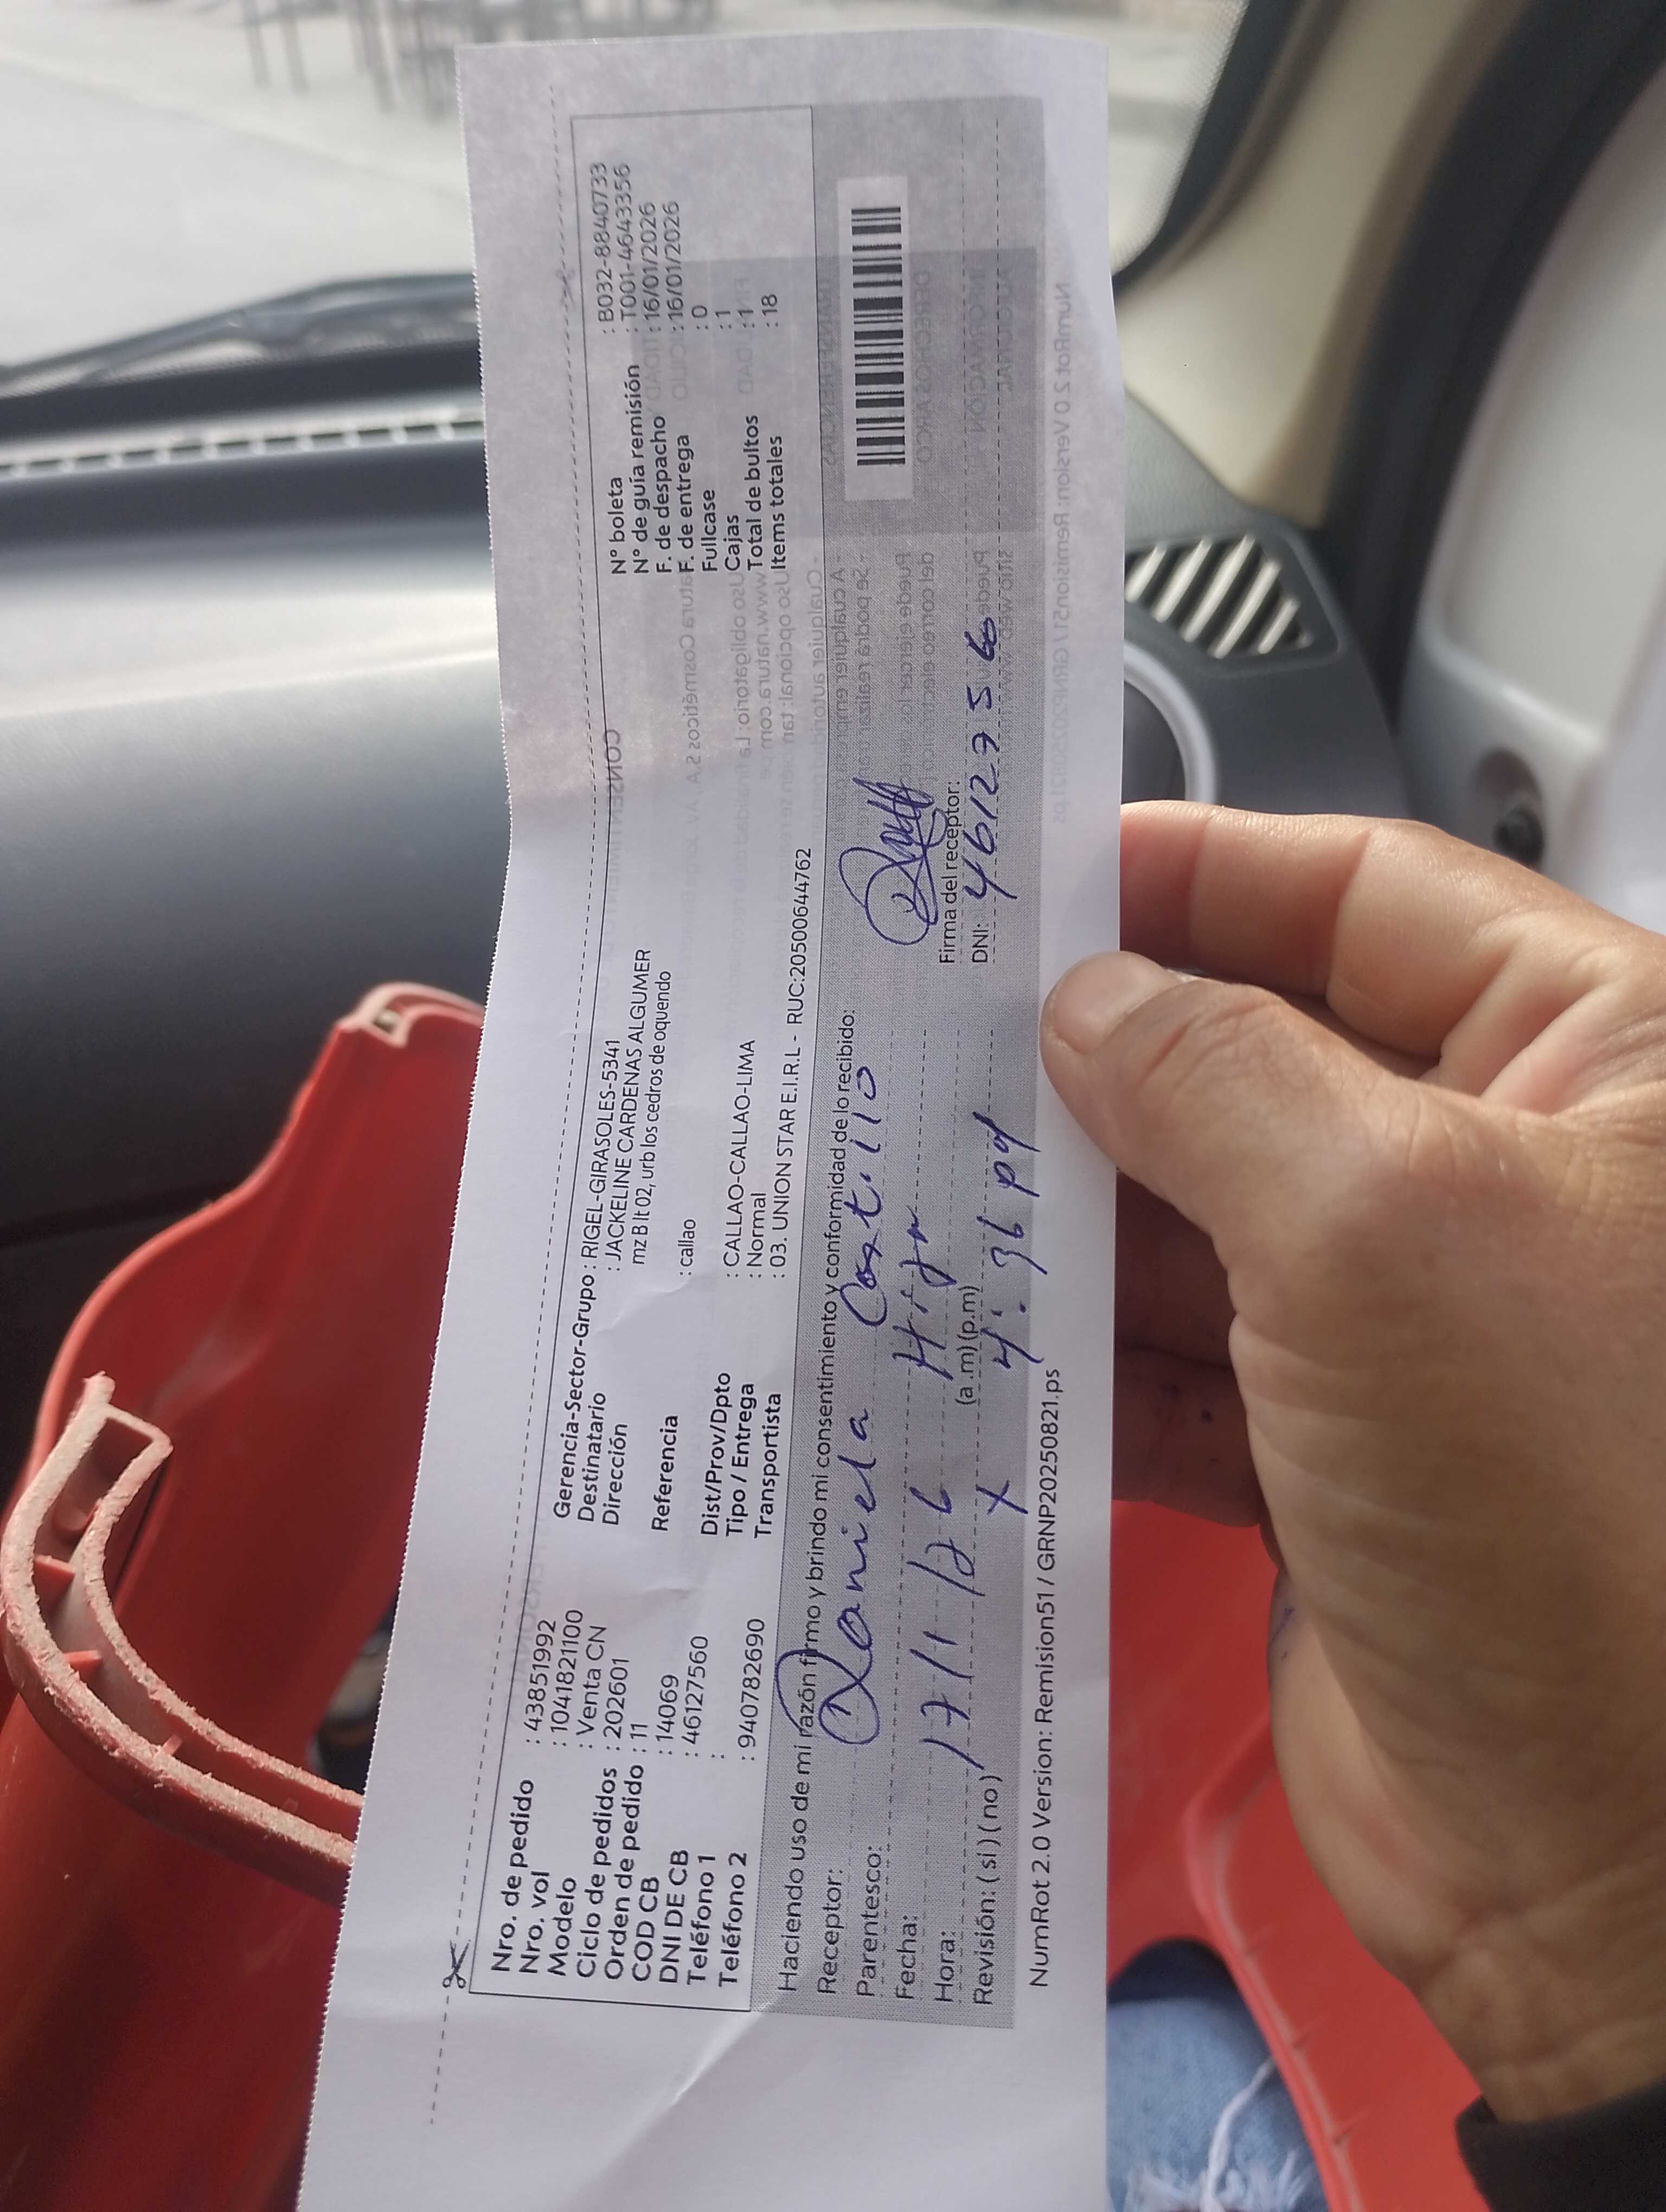 Nro. de pedido : 43851992
Nro. vol : 1041821100
Modelo : Venta CN
Ciclo de pedidos : 202601
Orden de pedido : 11
COD CB : 14069
DNI DE CB : 46127560
Teléfono 1 :
Teléfono 2 : 940782690
Gerencia-Sector-Grupo : RIGEL-GIRASOLES-5341
Destinatario : JACKELINE CARDENAS ALGUMER
Dirección mz B lt 02, urb los cedros de oquendo
Referencia : callao
Dist/Prov/Dpto : CALLAO-CALLAO-LIMA
Tipo / Entrega : Normal
Transportista : 03. UNION STAR E.I.R.L - RUC:20500644762
N° boleta : B032-8840733
N° de guía remisión : T001-4643356
F. de despacho : 16/01/2026
F. de entrega : 16/01/2026
Fullcase : 0
Cajas : 1
Total de bultos : 1
Items totales : 18
Haciendo uso de mi razón firmo y brindo mi consentimiento y conformidad de lo recibido:
Receptor: Daniela Castillo
Parentesco: Hija
Fecha: 17/1/26
Hora: (a.m) (p.m) 4:36
Revisión: (si) (no) X
Firma del receptor:
DNI: 4612756
NumRot 2.0 Version: Remision51 / GRNP20250821.ps